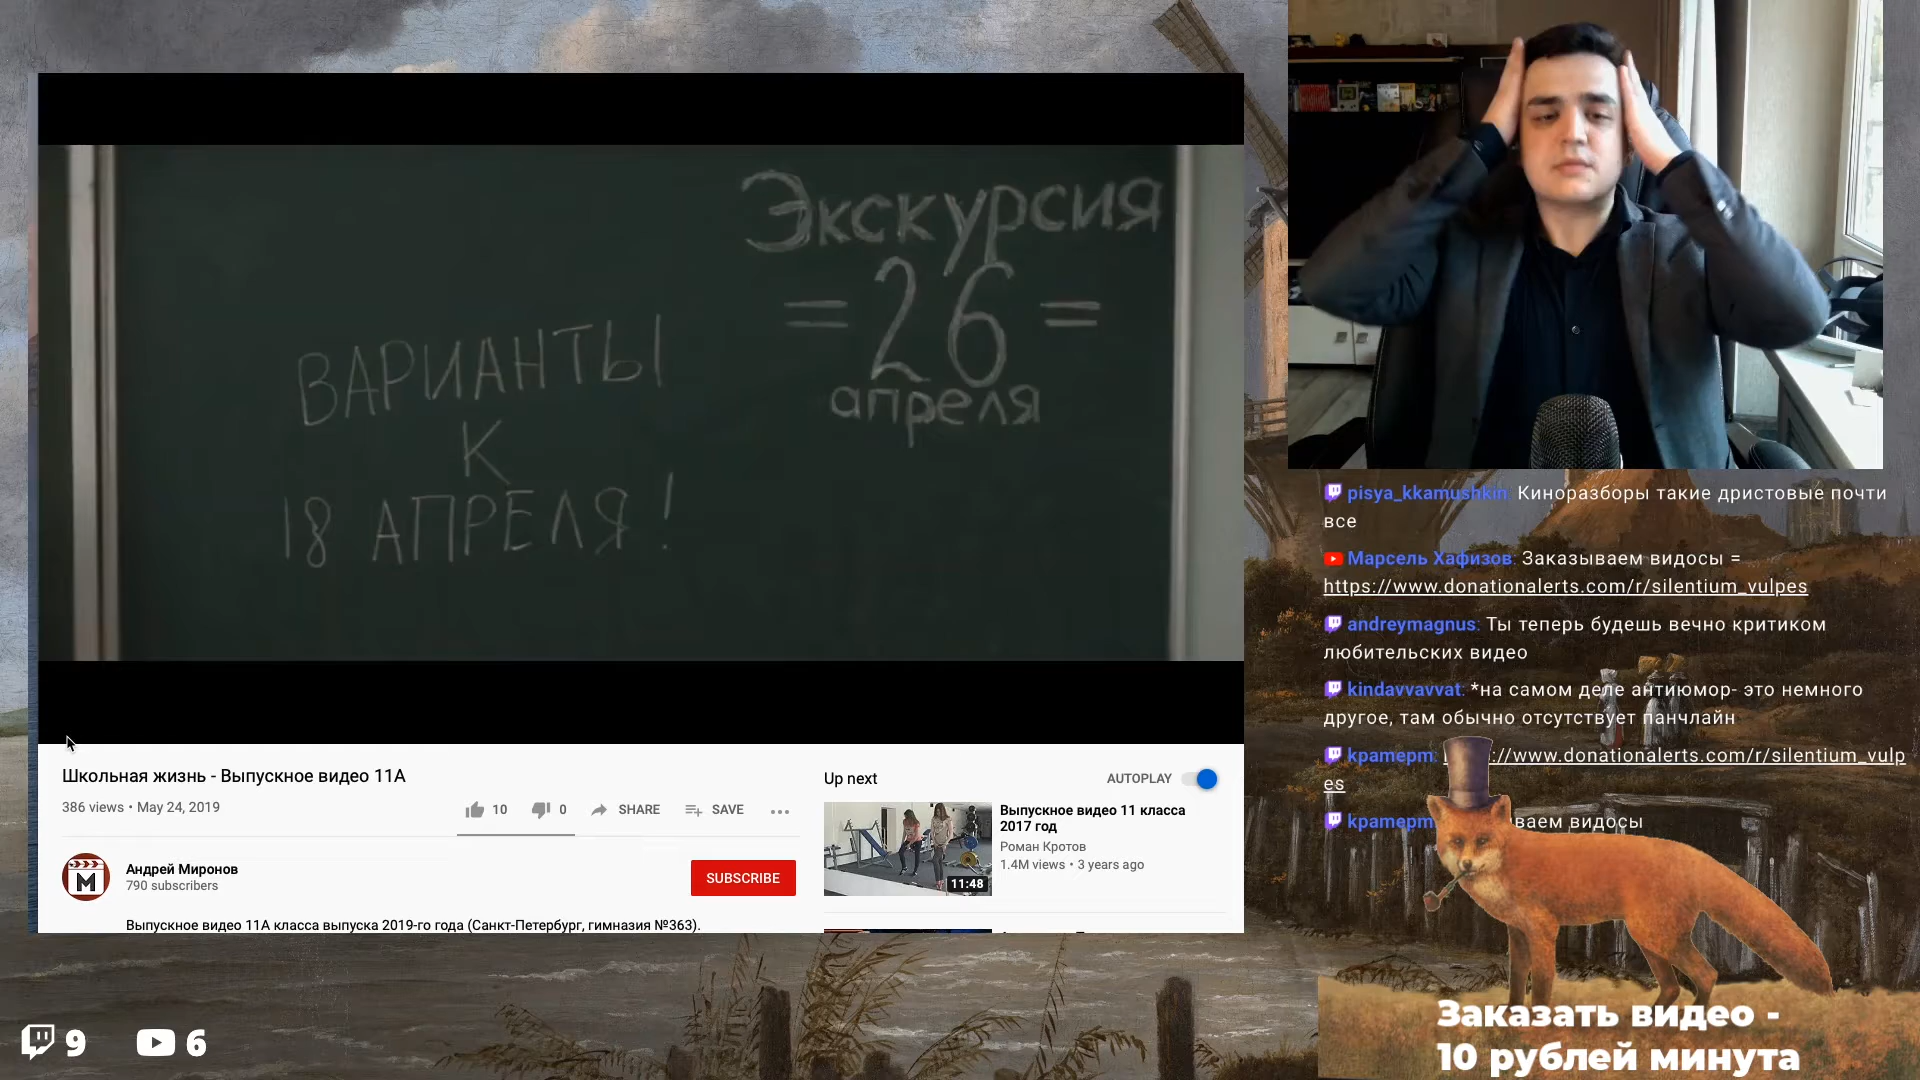 Экскурсия
=26=
апреля
ВАРИАНТЫ
К
18 АПРЕЛЯ!
Школьная жизнь - Выпускное видео 11А
386 views • May 24, 2019
10
0
SHARE
SAVE
Андрей Миронов
790 subscribers
SUBSCRIBE
Выпускное видео 11А класса выпуска 2019-го года (Санкт-Петербург, гимназия №363).
Up next
AUTOPLAY
11:48
Выпускное видео 11 класса
2017 год
Роман Кротов
1.4M views • 3 years ago
pisya_kkamushkin: Киноразборы такие дристовые почти
все
Марсель Хафизов: Заказываем видосы =
https://www.donationalerts.com/r/silentium_vulpes
andreymagnus: Ты теперь будешь вечно критиком
любительских видео
kindavvavvat: *на самом деле антиюмор- это немного
другое, там обычно отсутствует панчлайн
kpamepm: ://www.donationalerts.com/r/silentium_vulp
es
kpamepm ваем видосы
Заказать видео -
10 рублей минута
9
6